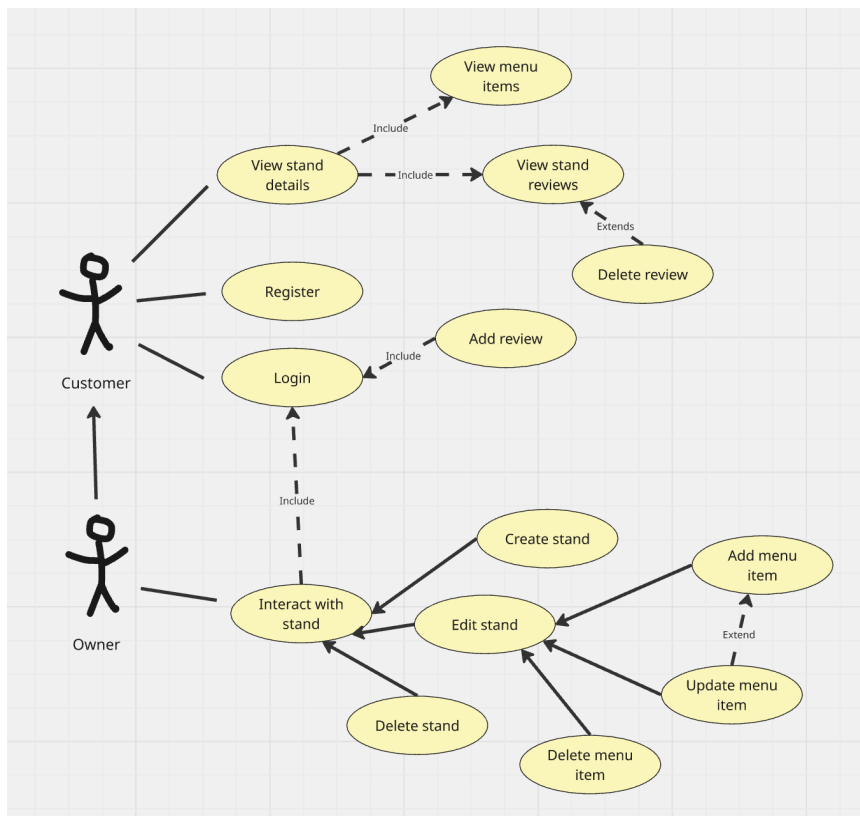 View menu
items
Include
View stand
details
Include
View stand
reviews
Extends
Delete review
Register
Add review
Include
Login
Customer
Include
Create stand
Add menu
item
Interact with
stand
Edit stand
Extend
Owner
Update menu
item
Delete stand
Delete menu
item